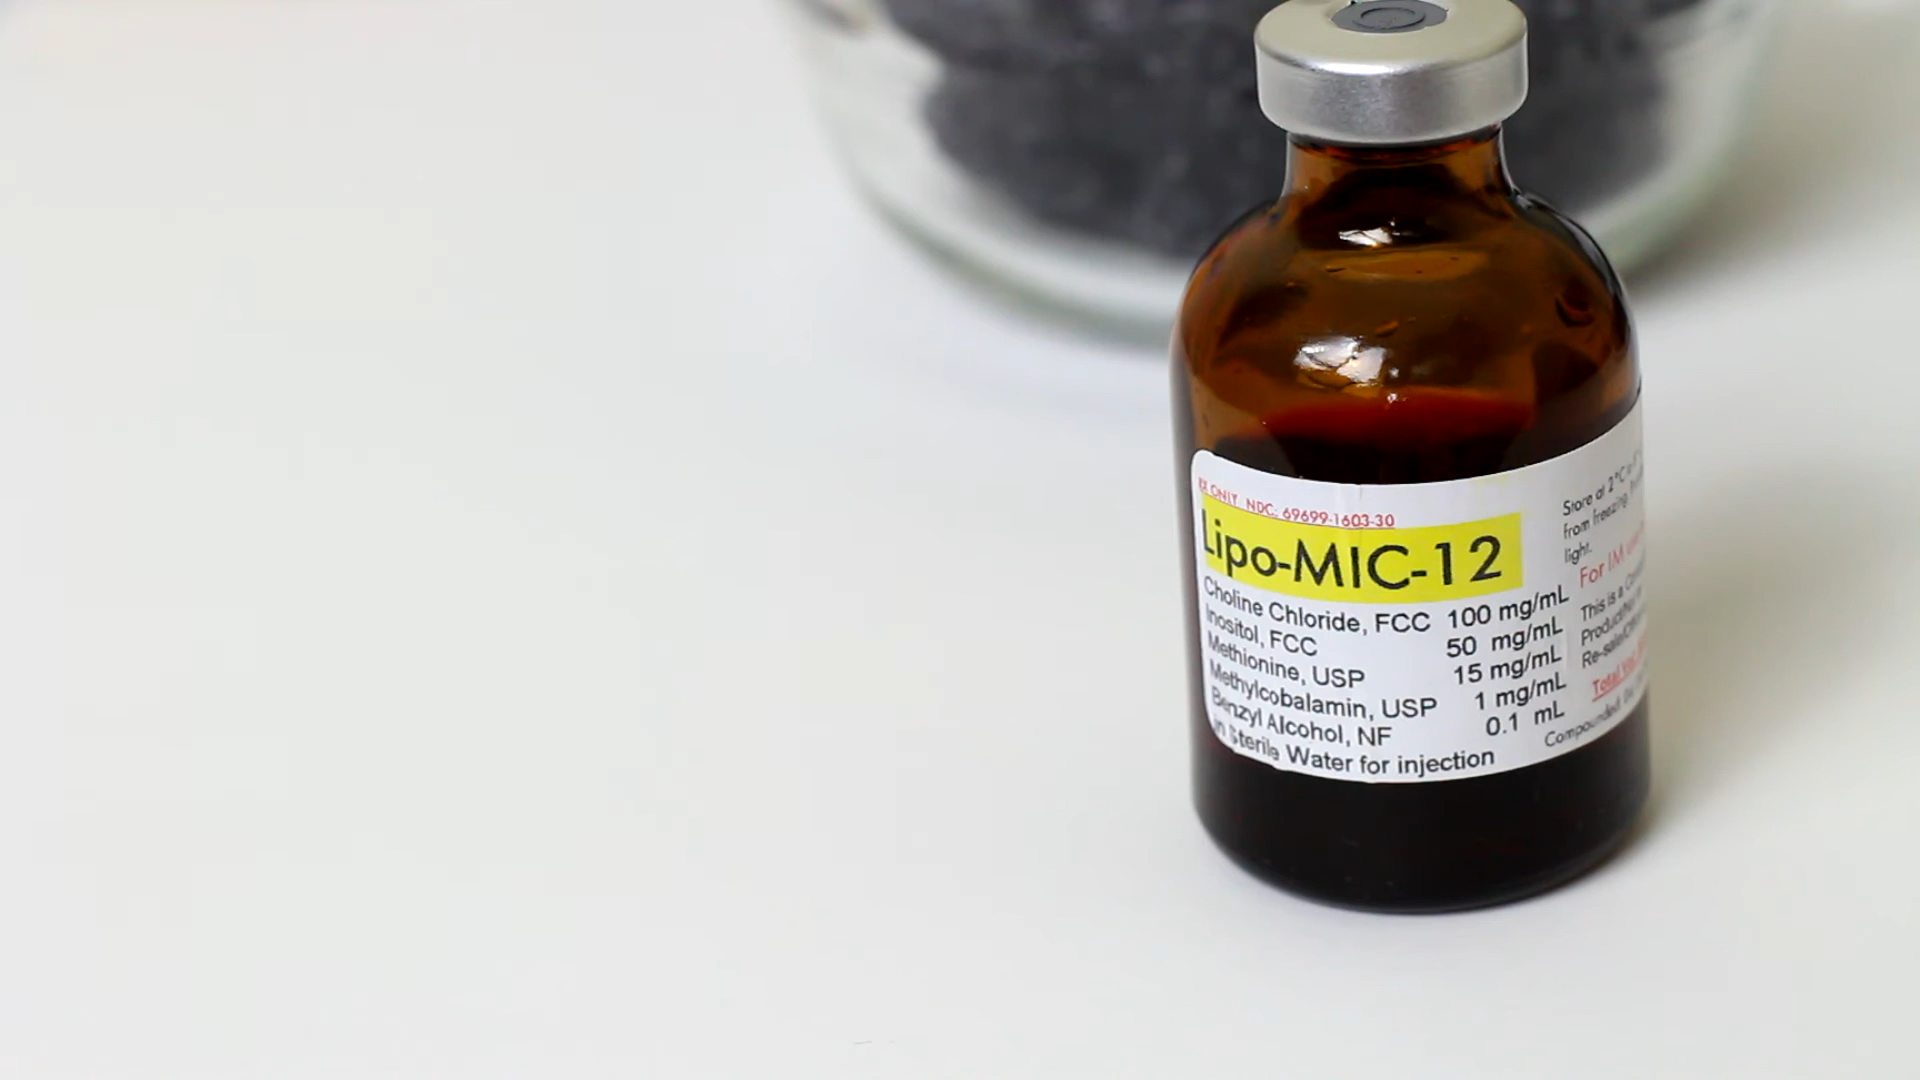 RX ONLY NDC: 69699-1603-30
Lipo-MIC-12
Choline Chloride, FCC 100 mg/mL
Inositol, FCC 50 mg/mL
Methionine, USP 15 mg/mL
Methylcobalamin, USP 1 mg/mL
Benzyl Alcohol, NF 0.1 mL
in Sterile Water for injection
Store at 2°C
from freezing
light.
For IM
This is a
Re-sale
Total
Compounded